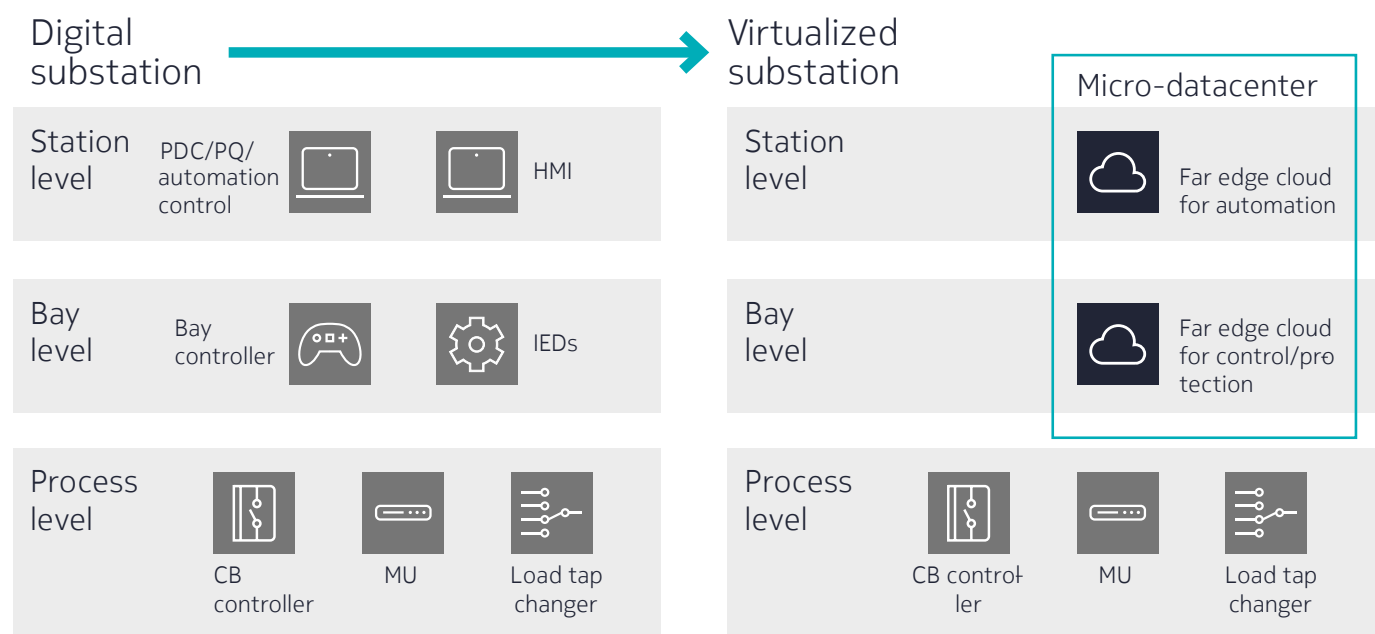 Digital
substation
Virtualized
substation
Micro-datacenter
Station
level
PDC/PQ/
automation
control
HMI
Station
level
Far edge cloud
for automation
Bay
level
Bay
controller
IEDs
Bay
level
Far edge cloud
for control/pro-
tection
Process
level
CB
controller
MU
Load tap
changer
Process
level
CB control-
ler
MU
Load tap
changer